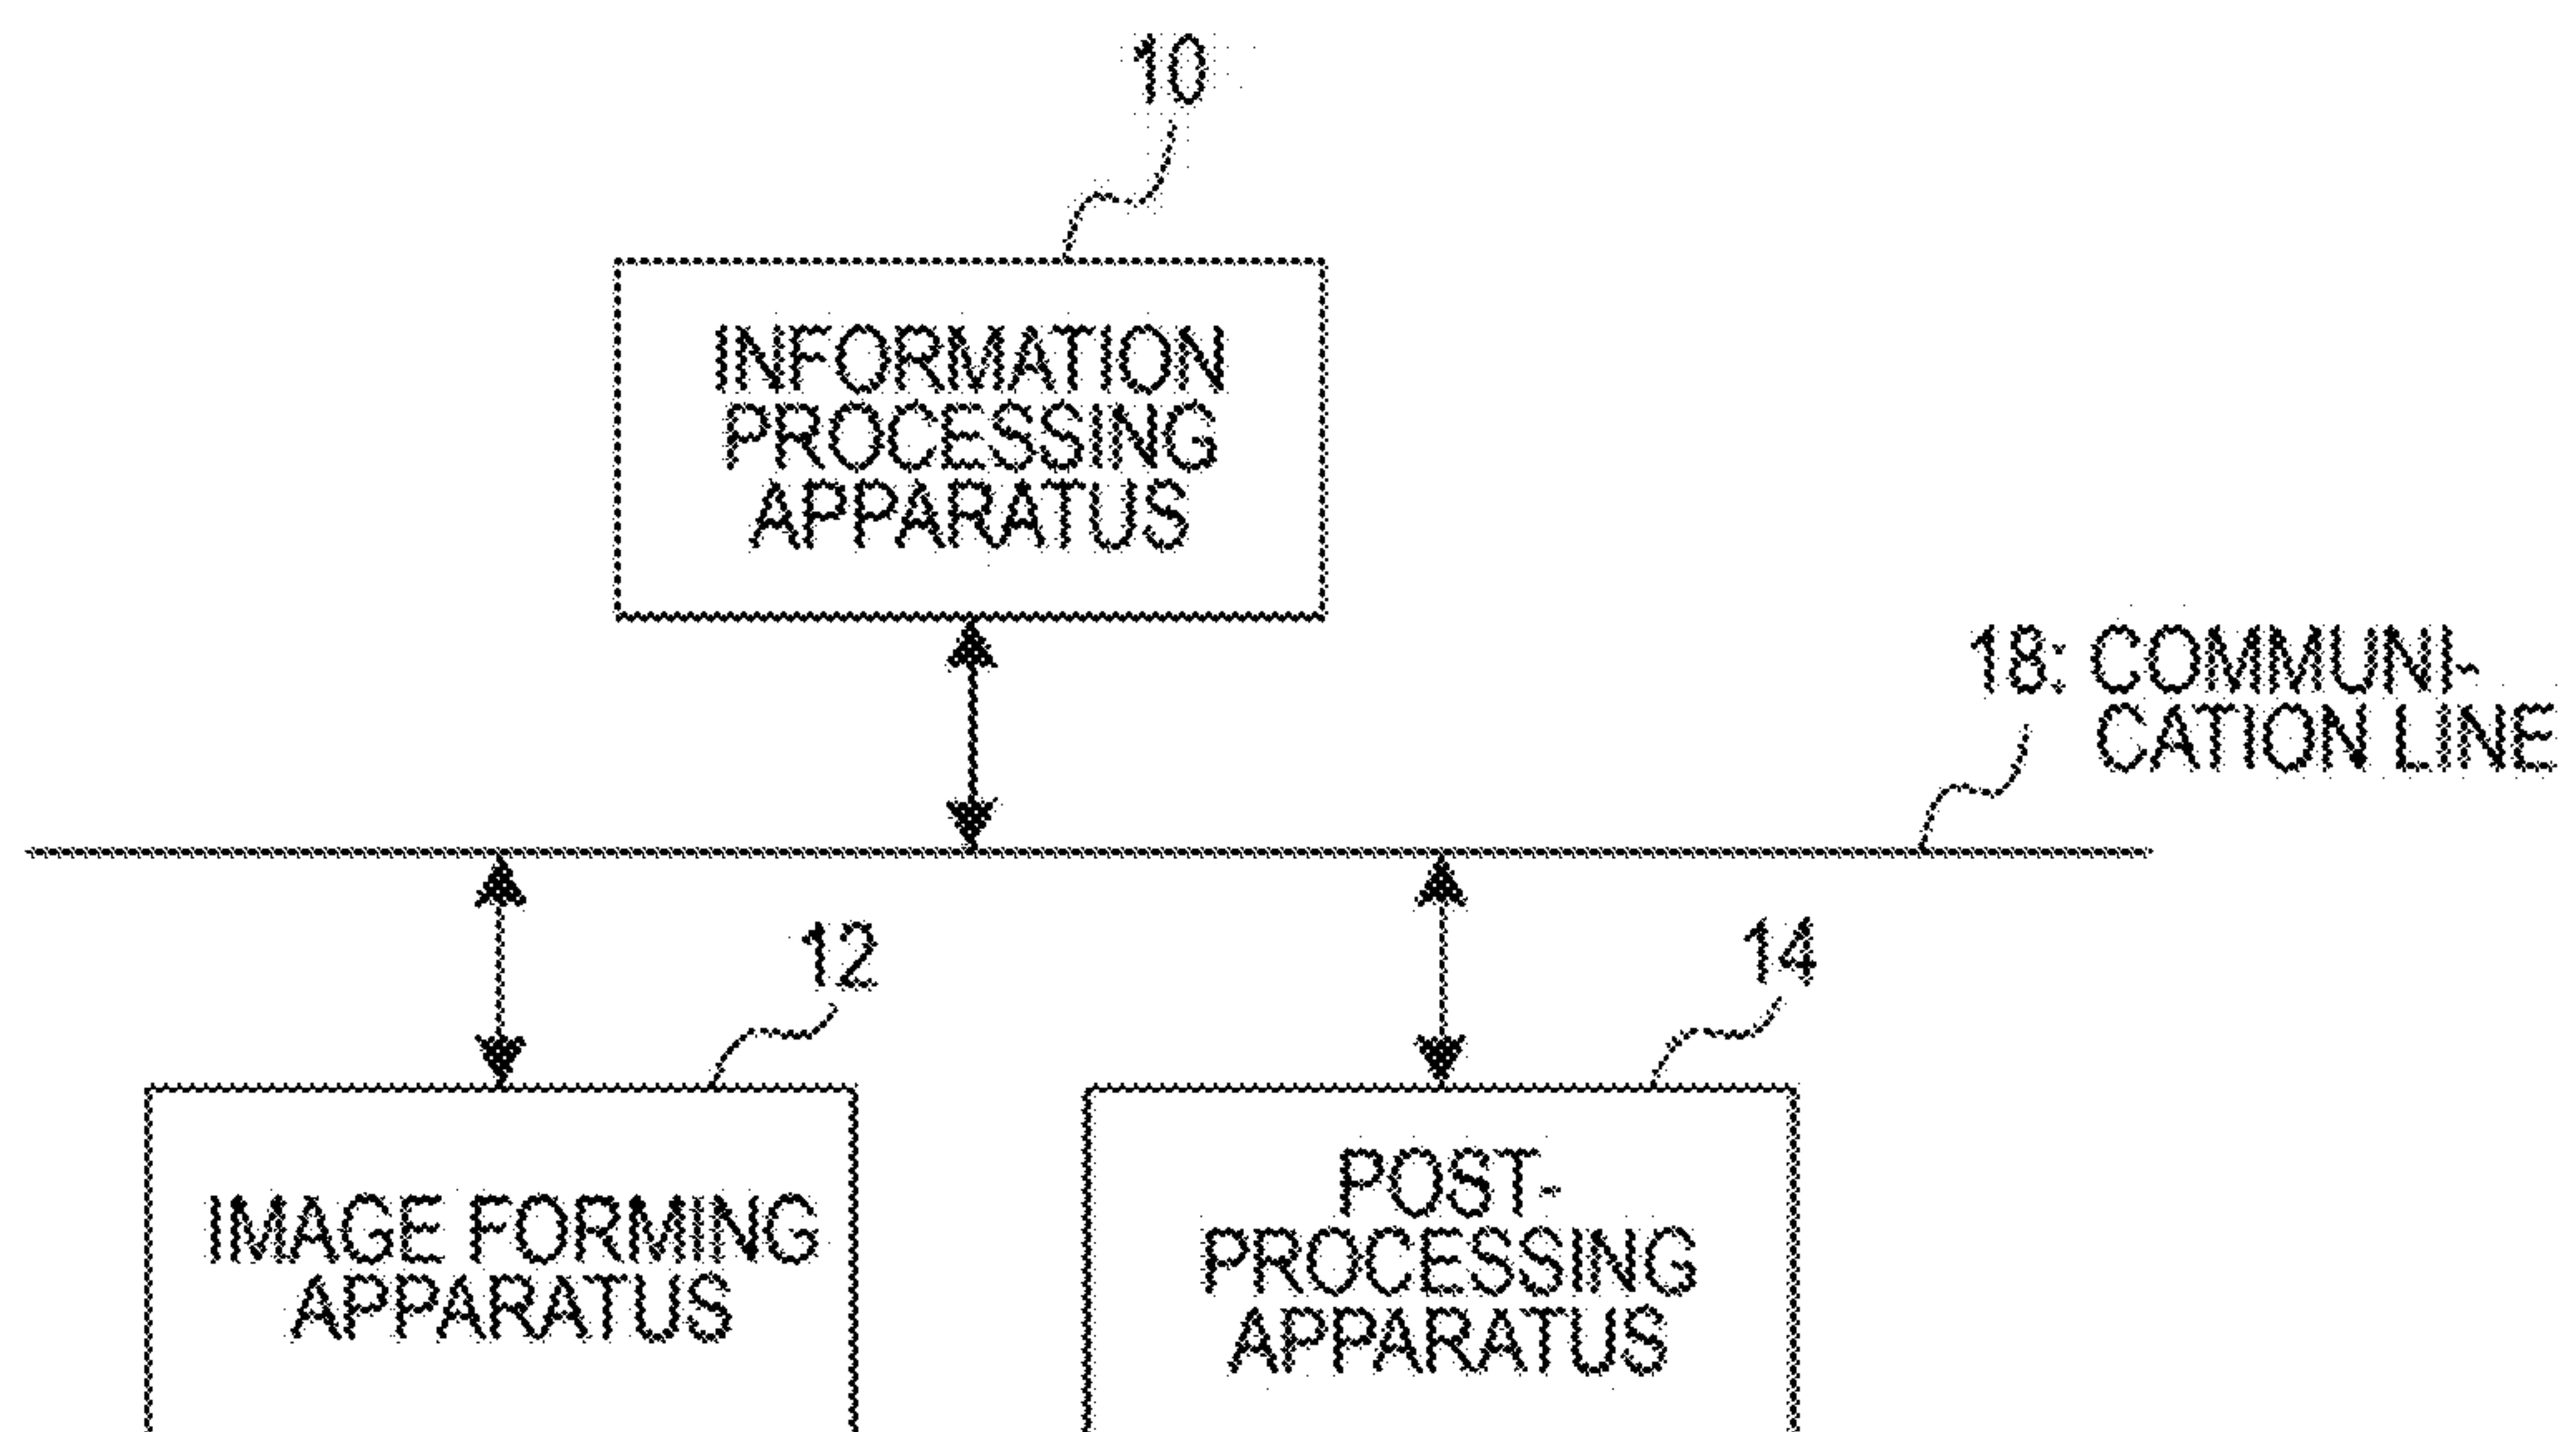 10
INFORMATION
PROCESSING
APPARATUS
18: COMMUNI-
CATION LINE
12
14
IMAGE FORMING
APPARATUS
POST-
PROCESSING
APPARATUS